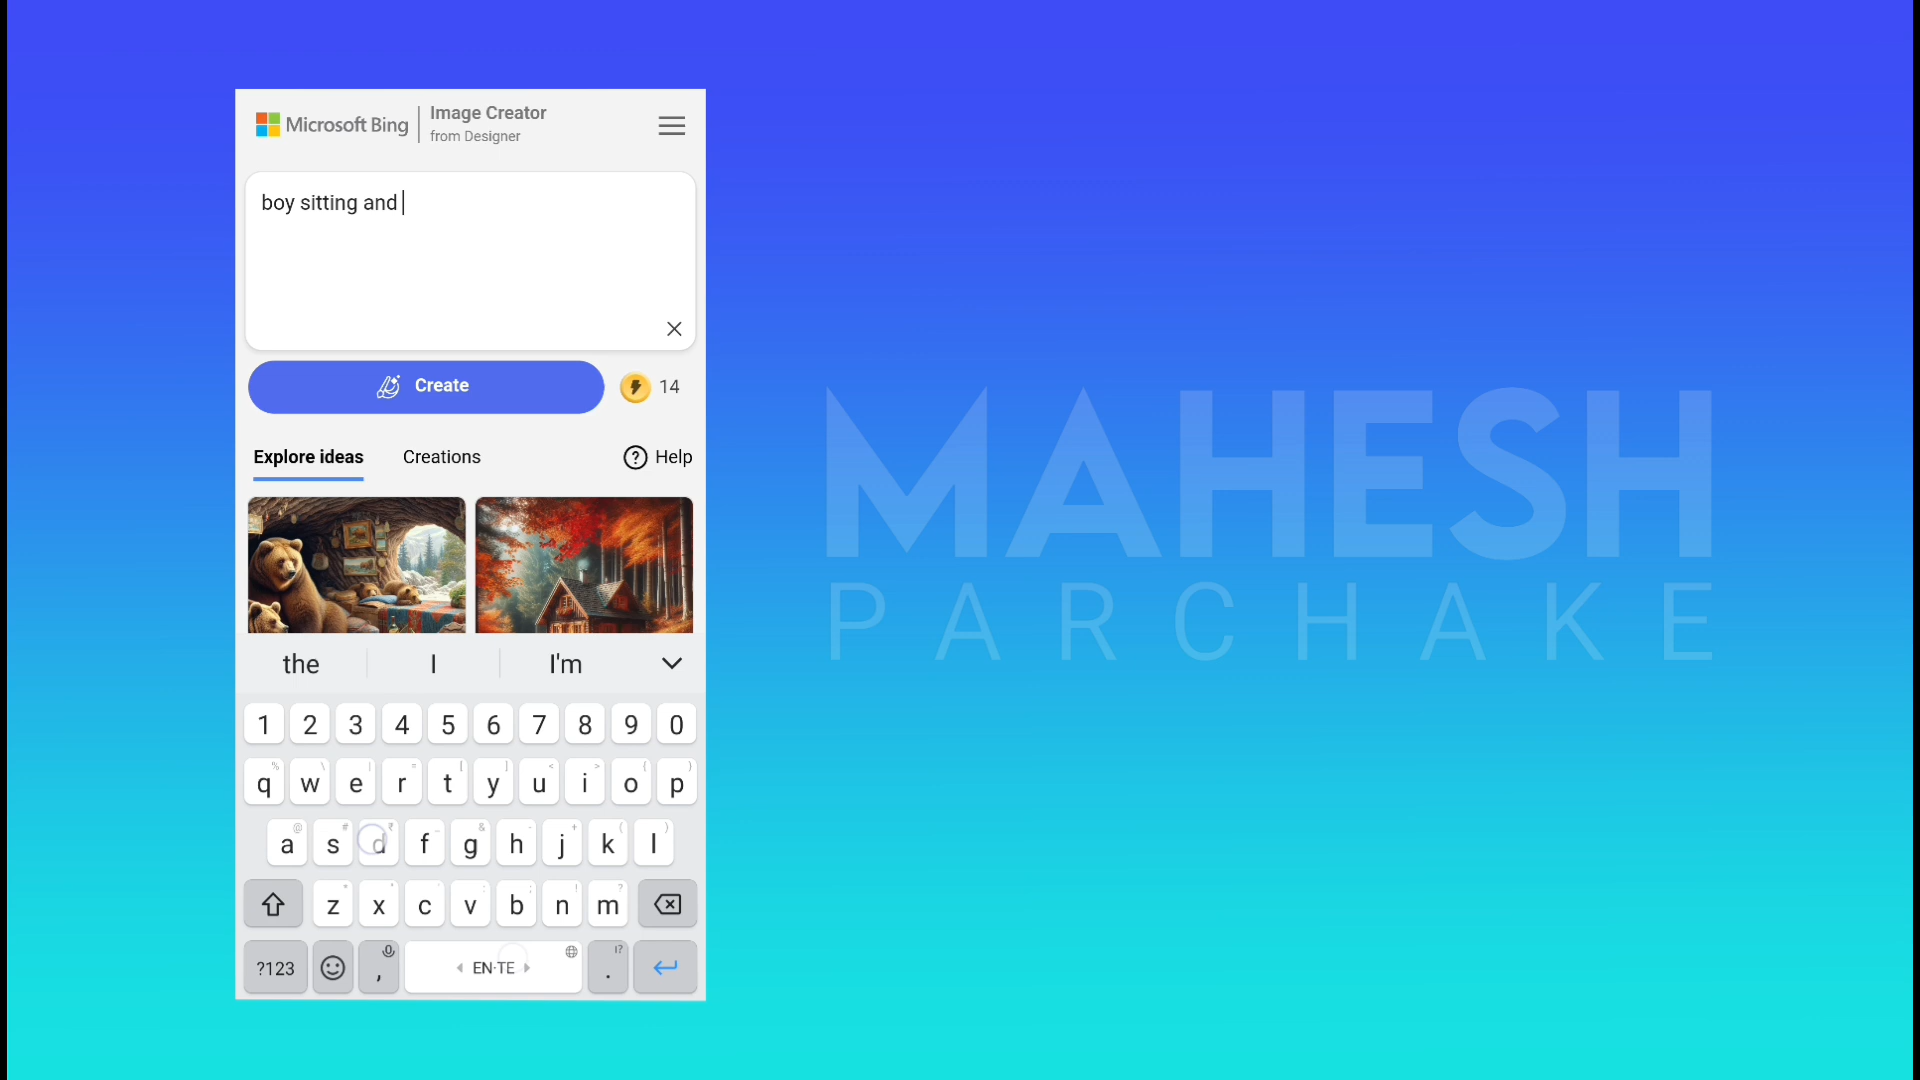 Microsoft Bing
Image Creator
from Designer
boy sitting and
Create
14
Explore ideas
Creations
Help
the
I
I'm
1 2 3 4 5 6 7 8 9 0
q w e r t y u i o p
a s d f g h j k l
z x c v b n m
?123
,
EN·TE
.
MAHESH
PARCHAKE